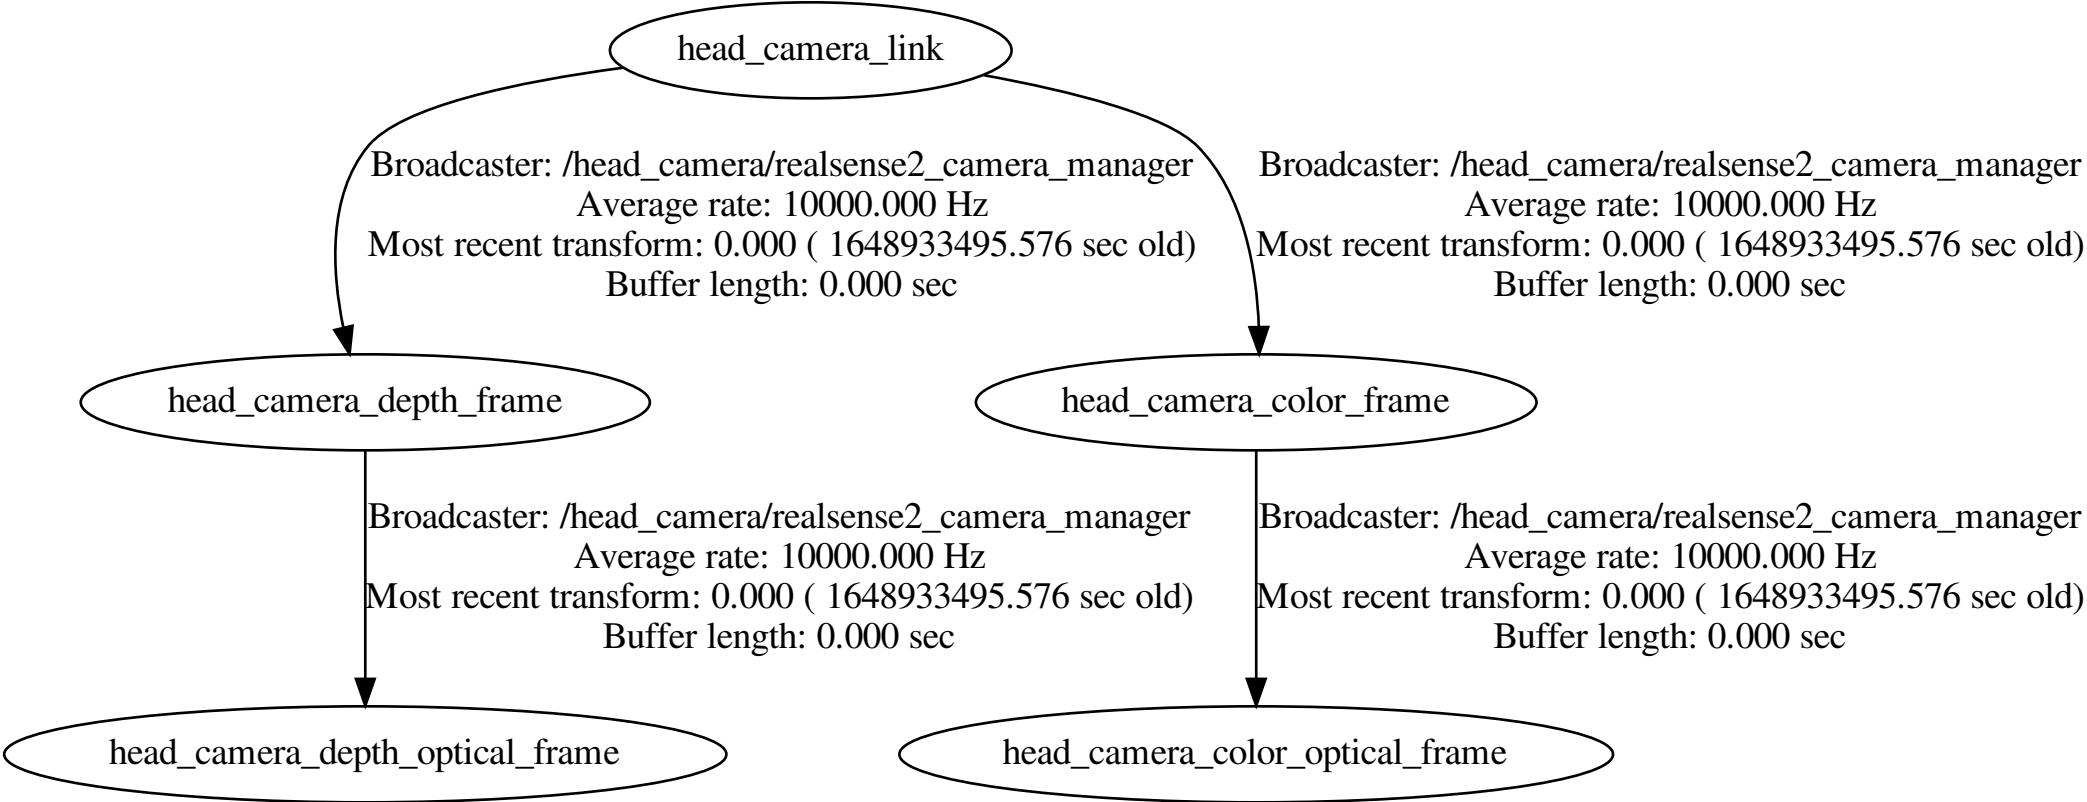 head_camera_link
Broadcaster: /head_camera/realsense2_camera_manager
Average rate: 10000.000 Hz
Most recent transform: 0.000 ( 1648933495.576 sec old)
Buffer length: 0.000 sec
Broadcaster: /head_camera/realsense2_camera_manager
Average rate: 10000.000 Hz
Most recent transform: 0.000 ( 1648933495.576 sec old)
Buffer length: 0.000 sec
head_camera_depth_frame
head_camera_color_frame
Broadcaster: /head_camera/realsense2_camera_manager
Average rate: 10000.000 Hz
Most recent transform: 0.000 ( 1648933495.576 sec old)
Buffer length: 0.000 sec
Broadcaster: /head_camera/realsense2_camera_manager
Average rate: 10000.000 Hz
Most recent transform: 0.000 ( 1648933495.576 sec old)
Buffer length: 0.000 sec
head_camera_depth_optical_frame
head_camera_color_optical_frame